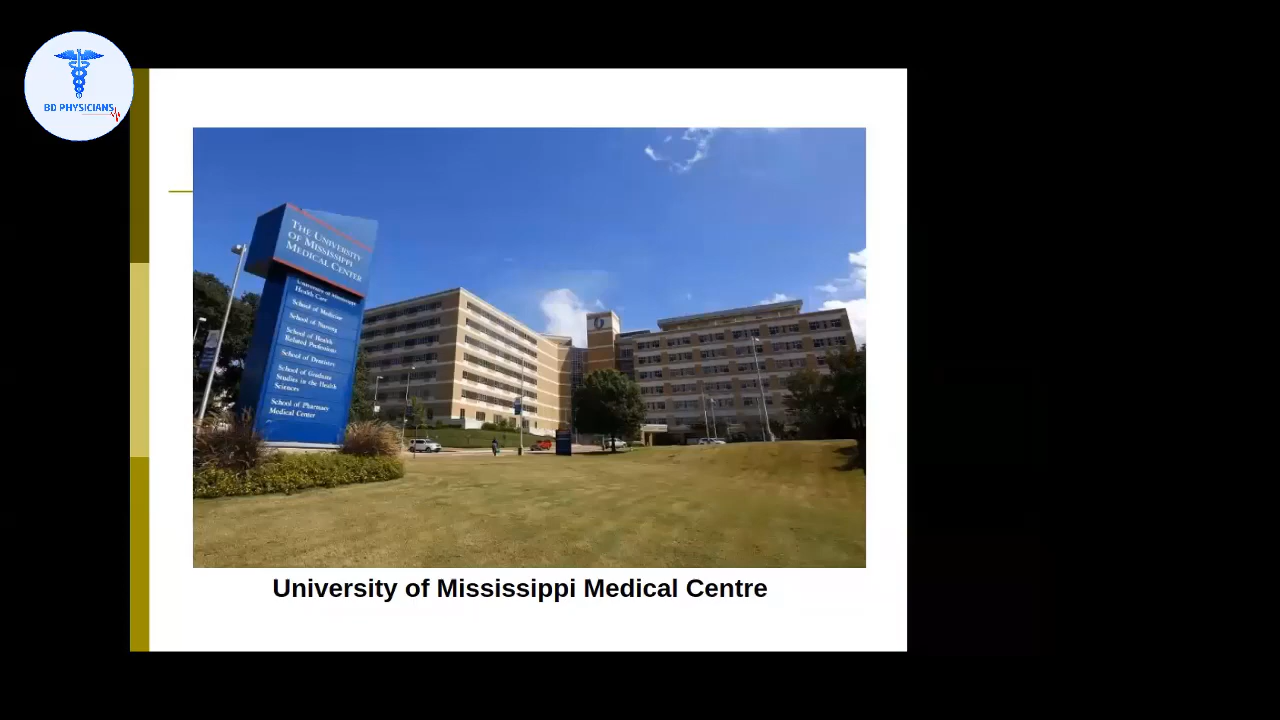 BD PHYSICIANS
THE UNIVERSITY
OF MISSISSIPPI
MEDICAL CENTER
University of Mississippi
Health Care
School of Medicine
School of Nursing
School of Health
Related Professions
School of Dentistry
School of Graduate
Studies in the Health
Sciences
School of Pharmacy
Medical Center
University of Mississippi Medical Centre